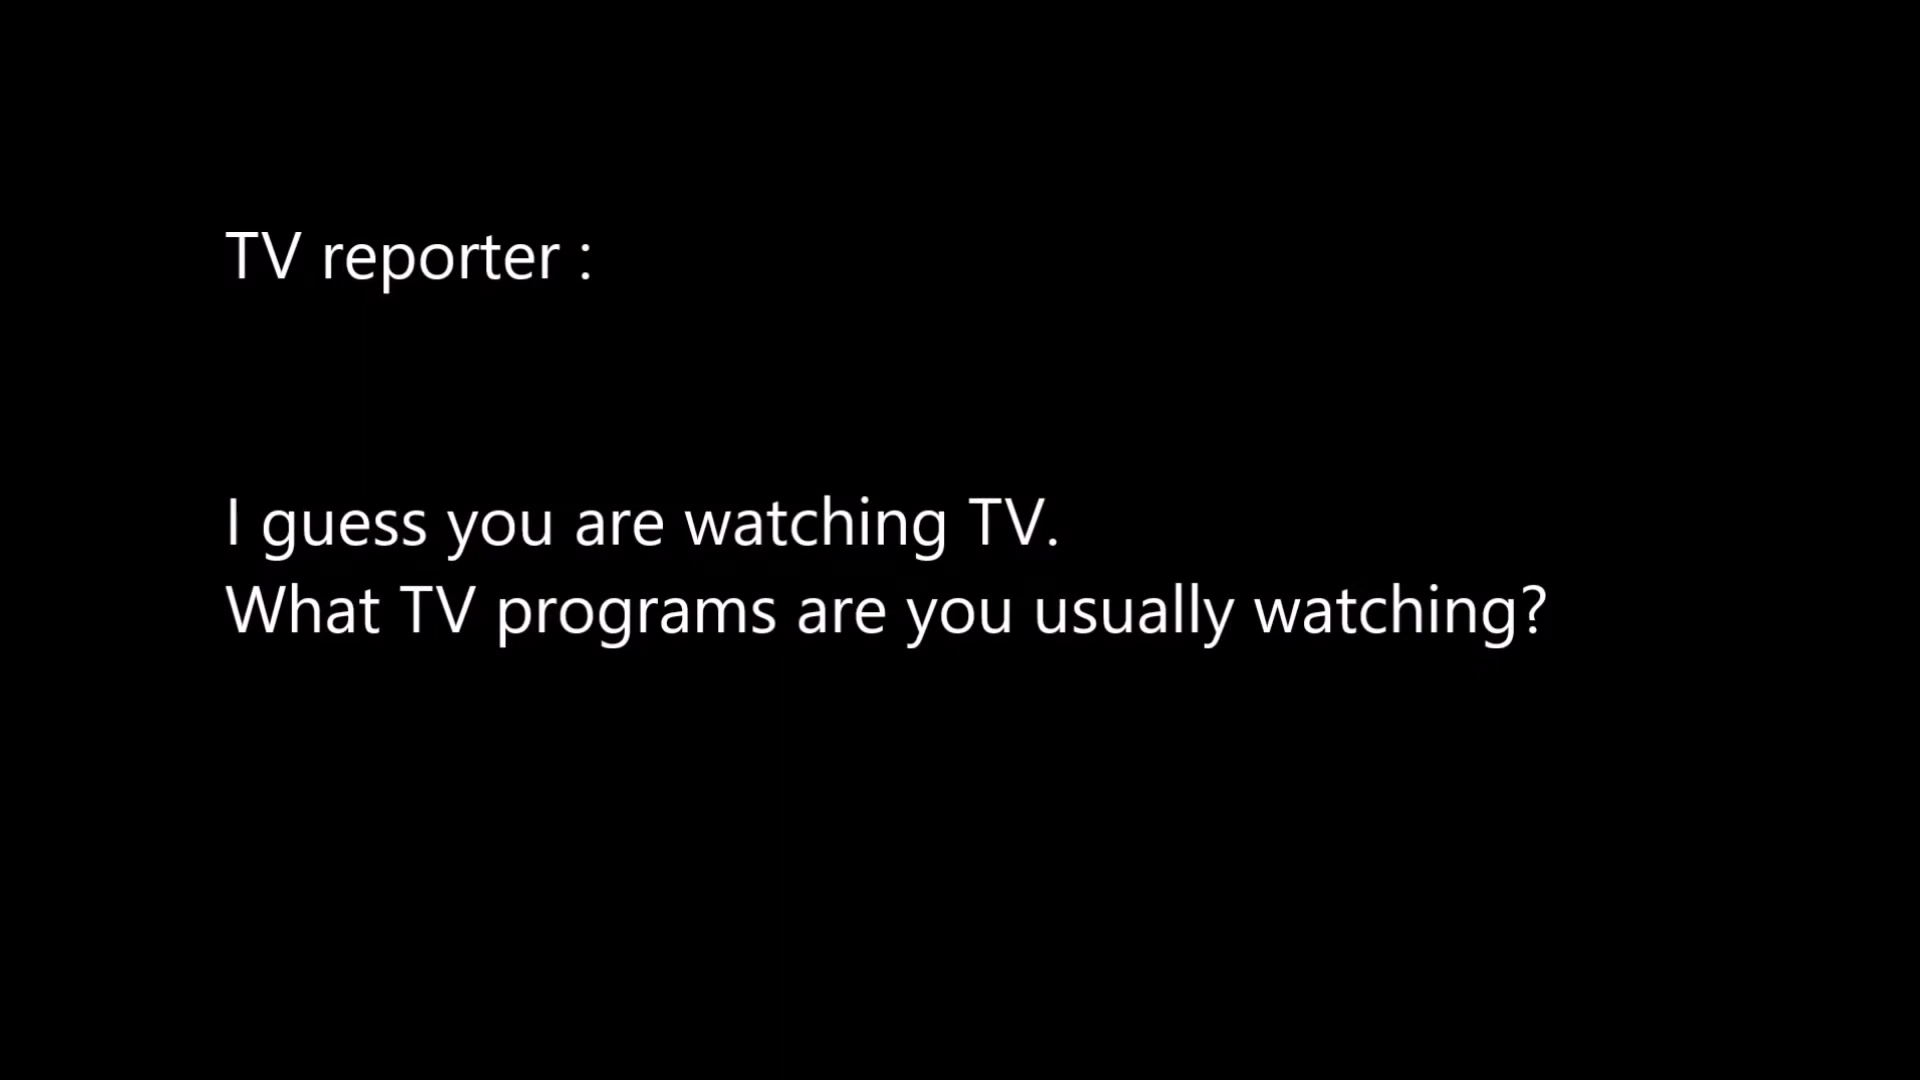 TV reporter :
I guess you are watching TV.
What TV programs are you usually watching?